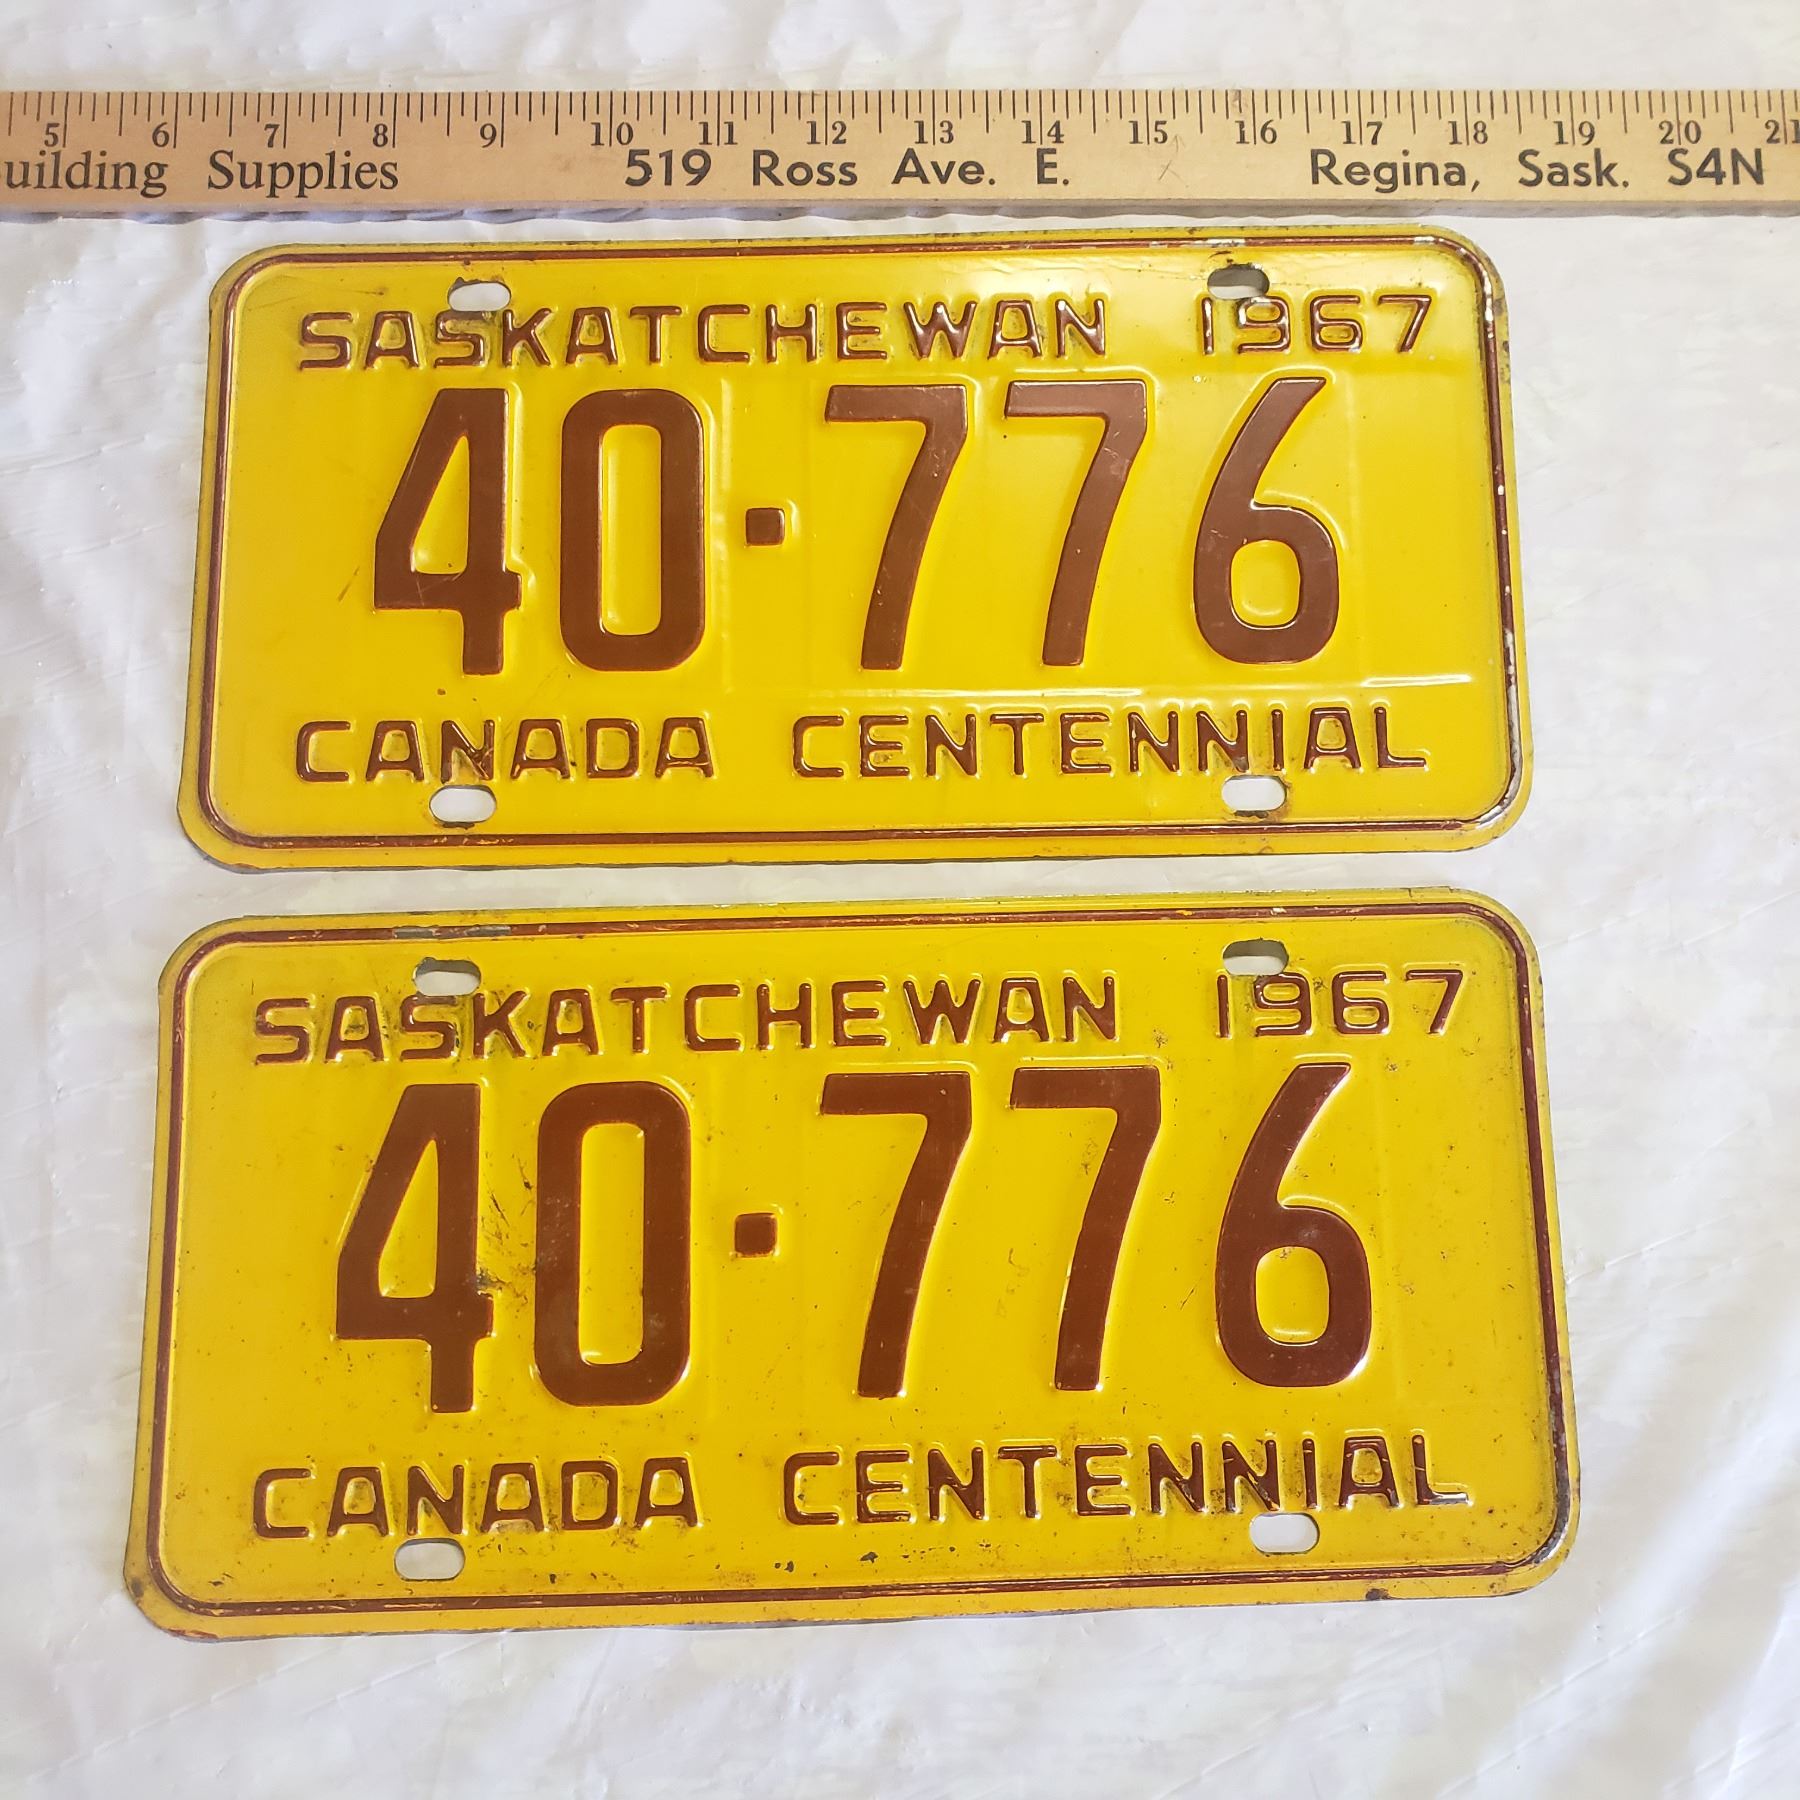 5 6 7 8 9 10 11 12 13 14 15 16 17 18 19 20 21
Supplies 519 Ross Ave. E. Regina, Sask. S4N
SASKATCHEWAN 1967
40·776
CANADA CENTENNIAL
SASKATCHEWAN 1967
40·776
CANADA CENTENNIAL